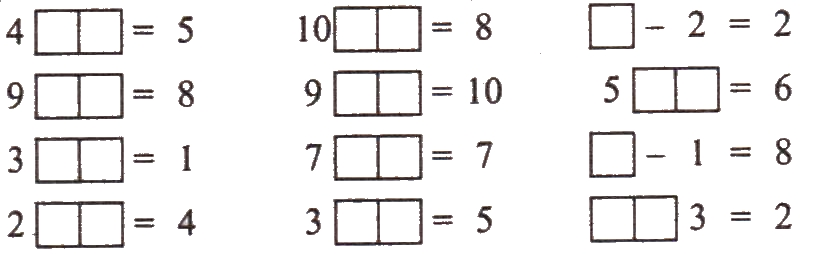 4 □□ = 5 10 □□ = 8 □ – 2 = 2
9 □□ = 8 9 □□ = 10 5 □□ = 6
3 □□ = 1 7 □□ = 7 □ – 1 = 8
2 □□ = 4 3 □□ = 5 □□ 3 = 2